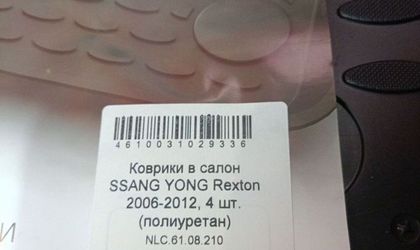 4610031029336
Коврики в салон
SSANG YONG Rexton
2006-2012, 4 шт.
(полиуретан)
NLC.61.08.210
И